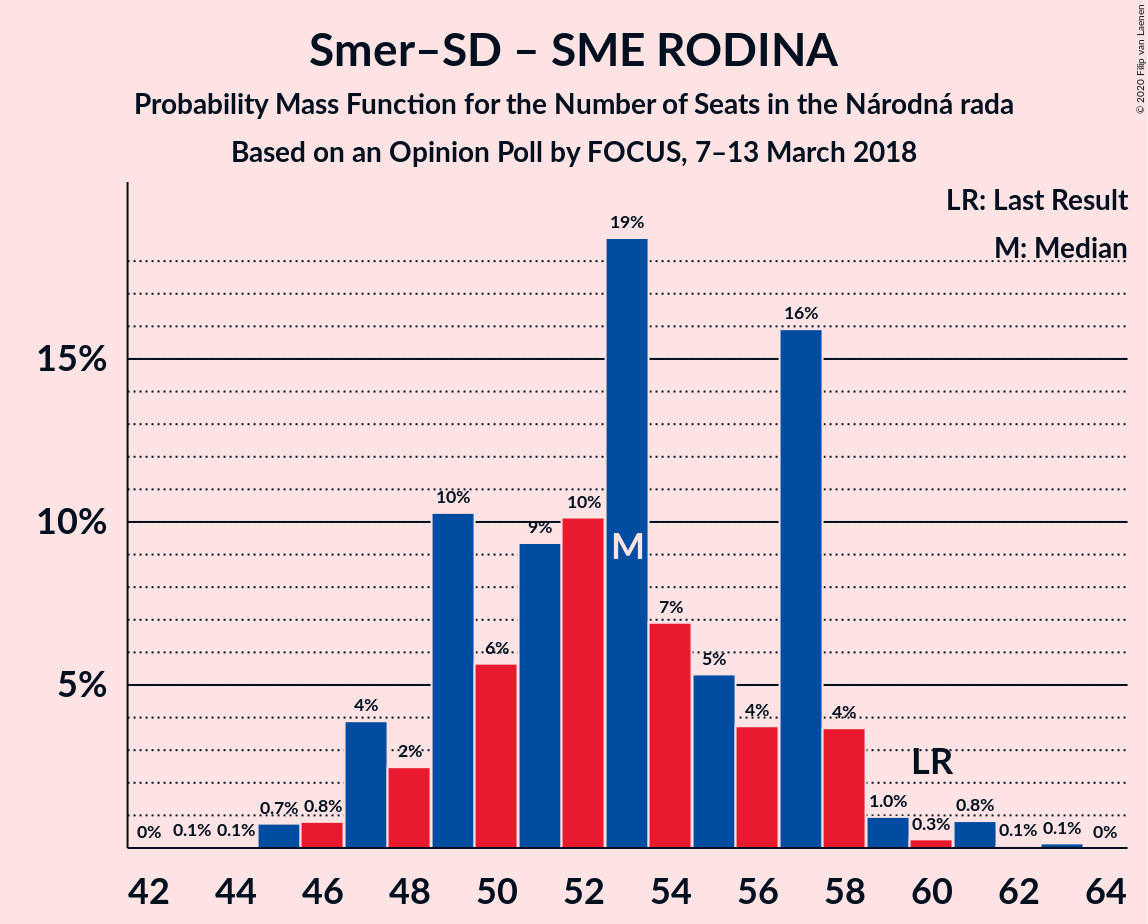 Smer–SD – SME RODINA
Probability Mass Function for the Number of Seats in the Národná rada
Based on an Opinion Poll by FOCUS, 7–13 March 2018
© 2020 Filip van Laenen
LR: Last Result
M: Median
19%
16%
15%
10%
10%
10%
9%
M
7%
6%
5%
5%
4%
4%
4%
2%
LR
0%
0.1%
0.1%
0.7%
0.8%
1.0%
0.3%
0.8%
0.1%
0.1%
0%
42 44 46 48 50 52 54 56 58 60 62 64